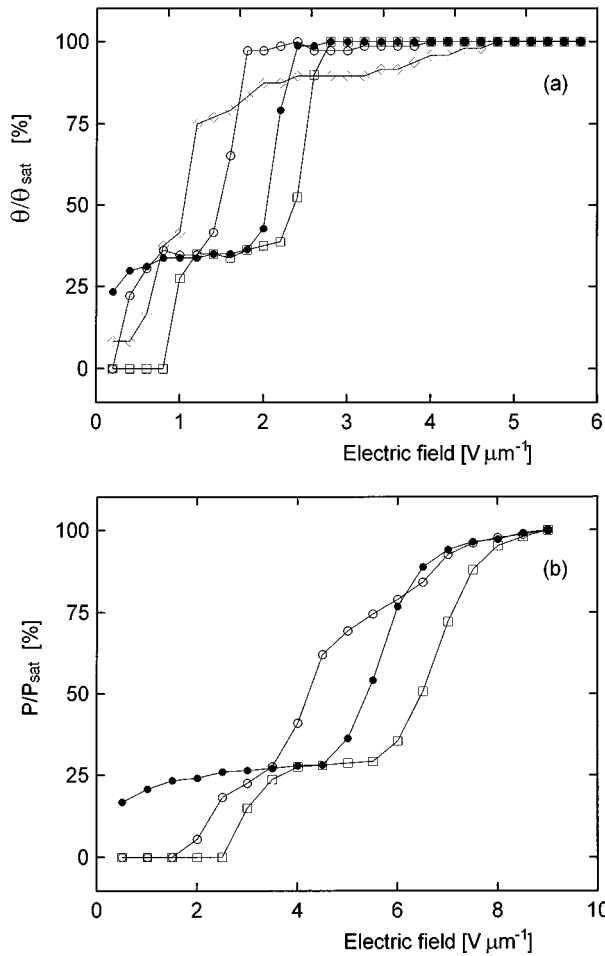 100
75
50
25
0
θ/θsat [%]
(a)
0 1 2 3 4 5 6
Electric field [V μm⁻¹]
100
75
50
25
0
P/Psat [%]
(b)
0 2 4 6 8 10
Electric field [V μm⁻¹]